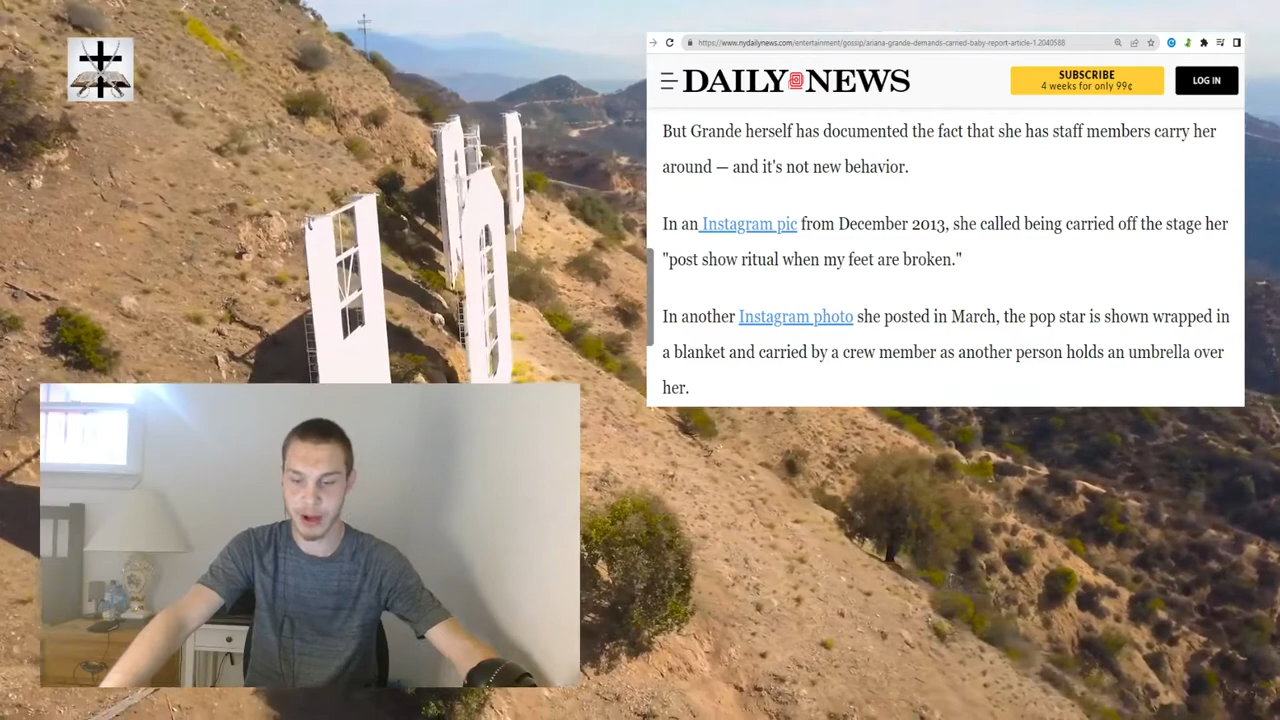 https://www.nydailynews.com/entertainment/gossip/ariana-grande-demands-carried-baby-report-article-1.2040588
DAILY NEWS
SUBSCRIBE
4 weeks for only 99¢
LOG IN
But Grande herself has documented the fact that she has staff members carry her
around — and it's not new behavior.
In an Instagram pic from December 2013, she called being carried off the stage her
"post show ritual when my feet are broken."
In another Instagram photo she posted in March, the pop star is shown wrapped in
a blanket and carried by a crew member as another person holds an umbrella over
her.